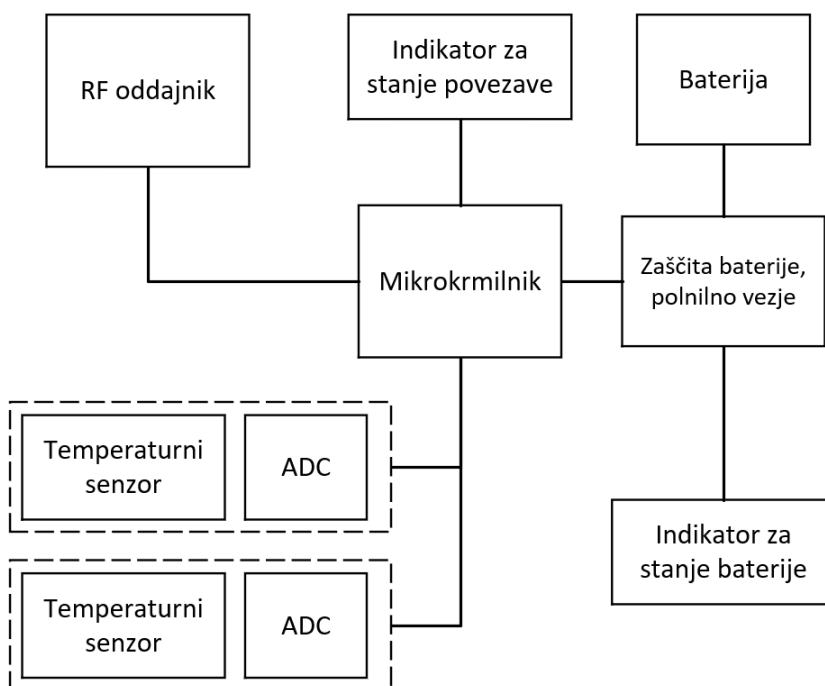 RF oddajnik
Indikator za
stanje povezave
Baterija
Mikrokrmilnik
Zaščita baterije,
polnilno vezje
Temperaturni
senzor
ADC
Indikator za
stanje baterije
Temperaturni
senzor
ADC